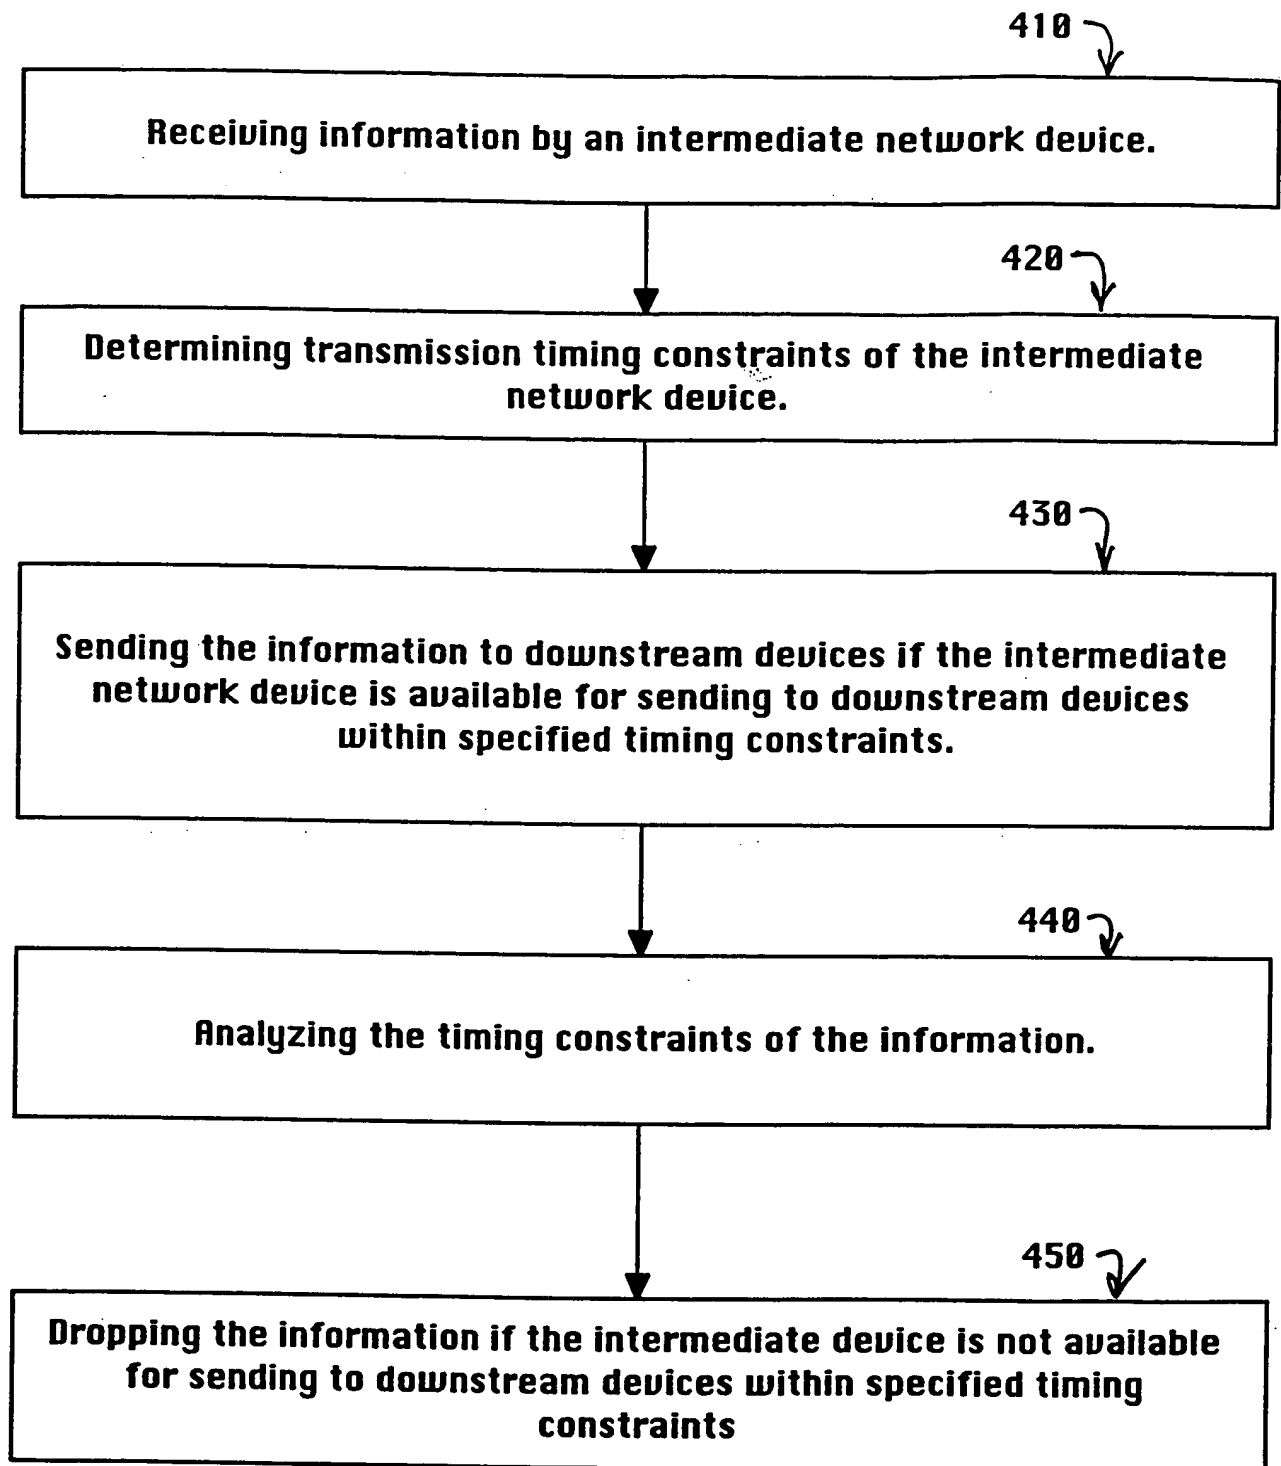 410
Receiving information by an intermediate network device.
420
Determining transmission timing constraints of the intermediate
network device.
430
Sending the information to downstream devices if the intermediate
network device is available for sending to downstream devices
within specified timing constraints.
440
Analyzing the timing constraints of the information.
450
Dropping the information if the intermediate device is not available
for sending to downstream devices within specified timing
constraints